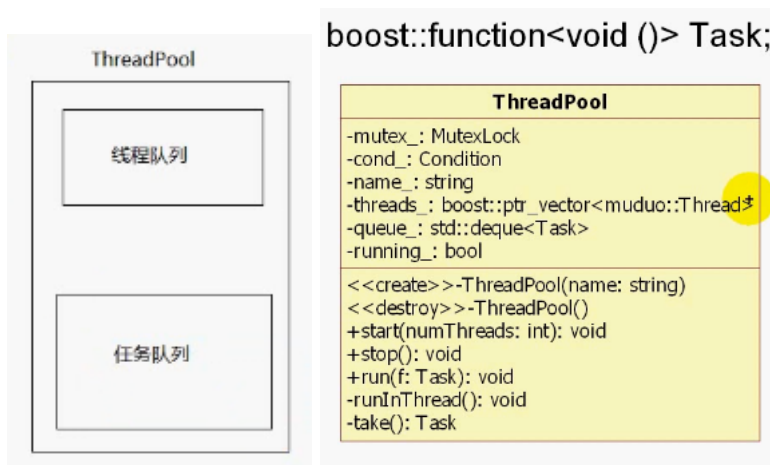 ThreadPool
线程队列
任务队列
boost::function<void ()> Task;
ThreadPool
-mutex_: MutexLock
-cond_: Condition
-name_: string
-threads_: boost::ptr_vector<muduo::Thread>
-queue_: std::deque<Task>
-running_: bool
<<create>>-ThreadPool(name: string)
<<destroy>>-ThreadPool()
+start(numThreads: int): void
+stop(): void
+run(f: Task): void
-runInThread(): void
-take(): Task